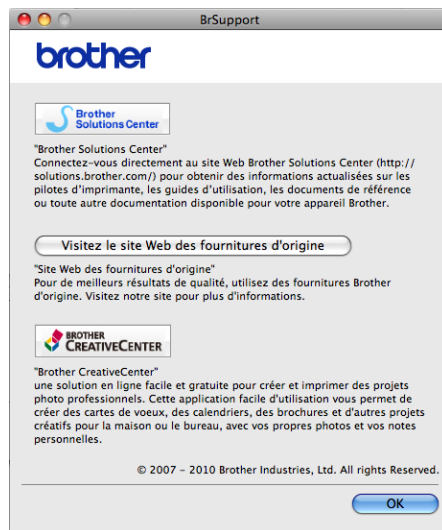 BrSupport
brother
Brother
Solutions Center
"Brother Solutions Center"
Connectez-vous directement au site Web Brother Solutions Center (http://
solutions.brother.com/) pour obtenir des informations actualisées sur les
pilotes d'imprimante, les guides d'utilisation, les documents de référence
ou toute autre documentation disponible pour votre appareil Brother.
Visitez le site Web des fournitures d'origine
"Site Web des fournitures d'origine"
Pour de meilleurs résultats de qualité, utilisez des fournitures Brother
d'origine. Visitez notre site pour plus d'informations.
BROTHER
CREATIVECENTER
"Brother CreativeCenter"
une solution en ligne facile et gratuite pour créer et imprimer des projets
photo professionnels. Cette application facile d'utilisation vous permet de
créer des cartes de voeux, des calendriers, des brochures et d'autres projets
créatifs pour la maison ou le bureau, avec vos propres photos et vos notes
personnelles.
© 2007 – 2010 Brother Industries, Ltd. All rights Reserved.
OK